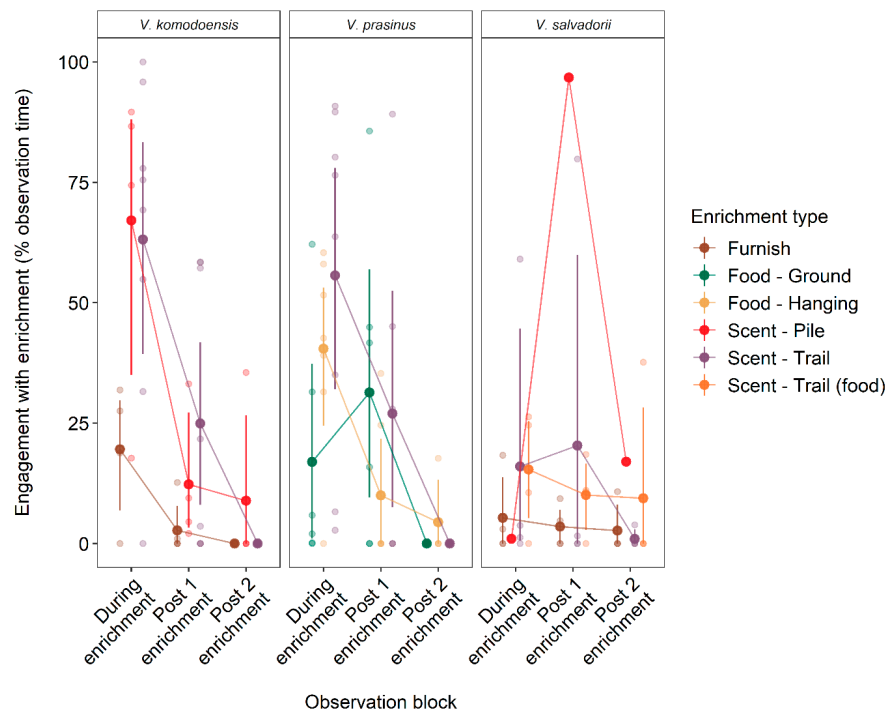 V. komodoensis
V. prasinus
V. salvadorii
Engagement with enrichment (% observation time)
100
75
50
25
0
During enrichment
Post 1 enrichment
Post 2 enrichment
During enrichment
Post 1 enrichment
Post 2 enrichment
During enrichment
Post 1 enrichment
Post 2 enrichment
Observation block
Enrichment type
Furnish
Food - Ground
Food - Hanging
Scent - Pile
Scent - Trail
Scent - Trail (food)